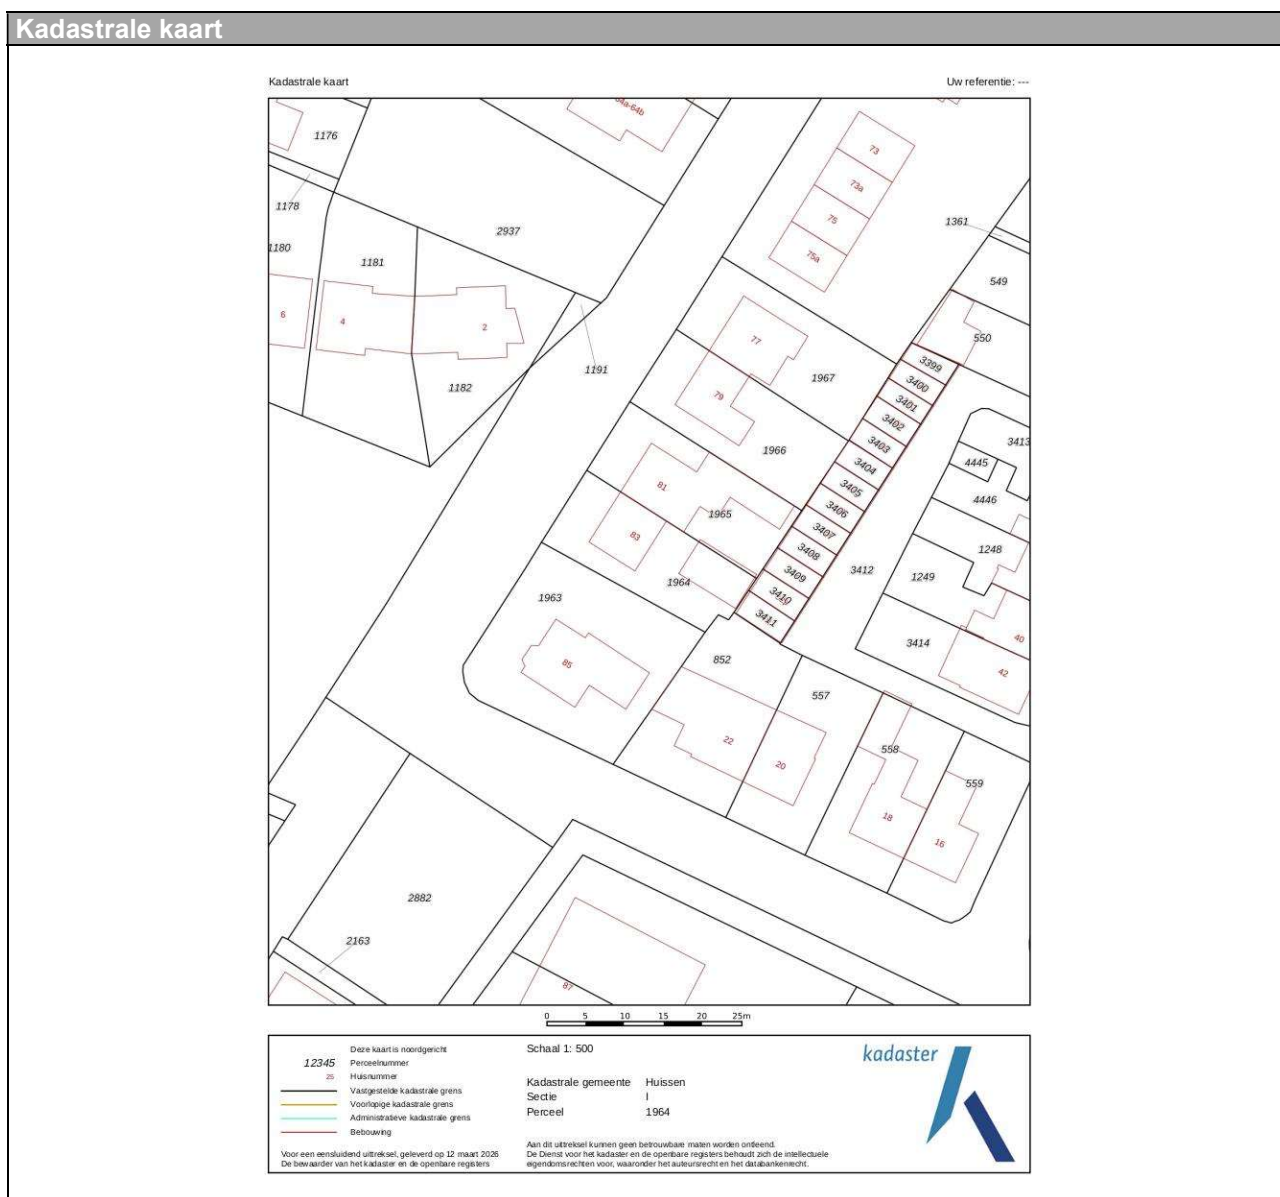 Kadastrale kaart
Kadastrale kaart
Uw referentie: ---
64a-64b
1176
73
73a
1178
75
1361
2937
1180
75a
1181
549
6
4
2
77
550
1191
3399
1967
1182
3400
79
3401
3402
3413
3403
1966
4445
3404
81
3405
4446
1965
3406
83
3407
1248
3408
3412
1249
3409
1964
1963
3410
3411
40
3414
85
852
42
557
22
558
20
559
18
16
2882
2163
87
0 5 10 15 20 25m
Deze kaart is noordgericht
12345 Perceelnummer
25 Huisnummer
Vastgestelde kadastrale grens
Voorlopige kadastrale grens
Administratieve kadastrale grens
Bebouwing
Voor een eensluidend uittreksel, geleverd op 12 maart 2026
De bewaarder van het kadaster en de openbare registers
Schaal 1: 500
Kadastrale gemeente Huissen
Sectie I
Perceel 1964
Aan dit uittreksel kunnen geen betrouwbare maten worden ontleend.
De Dienst voor het kadaster en de openbare registers behoudt zich de intellectuele
eigendomsrechten voor, waaronder het auteursrecht en het databankenrecht.
kadaster